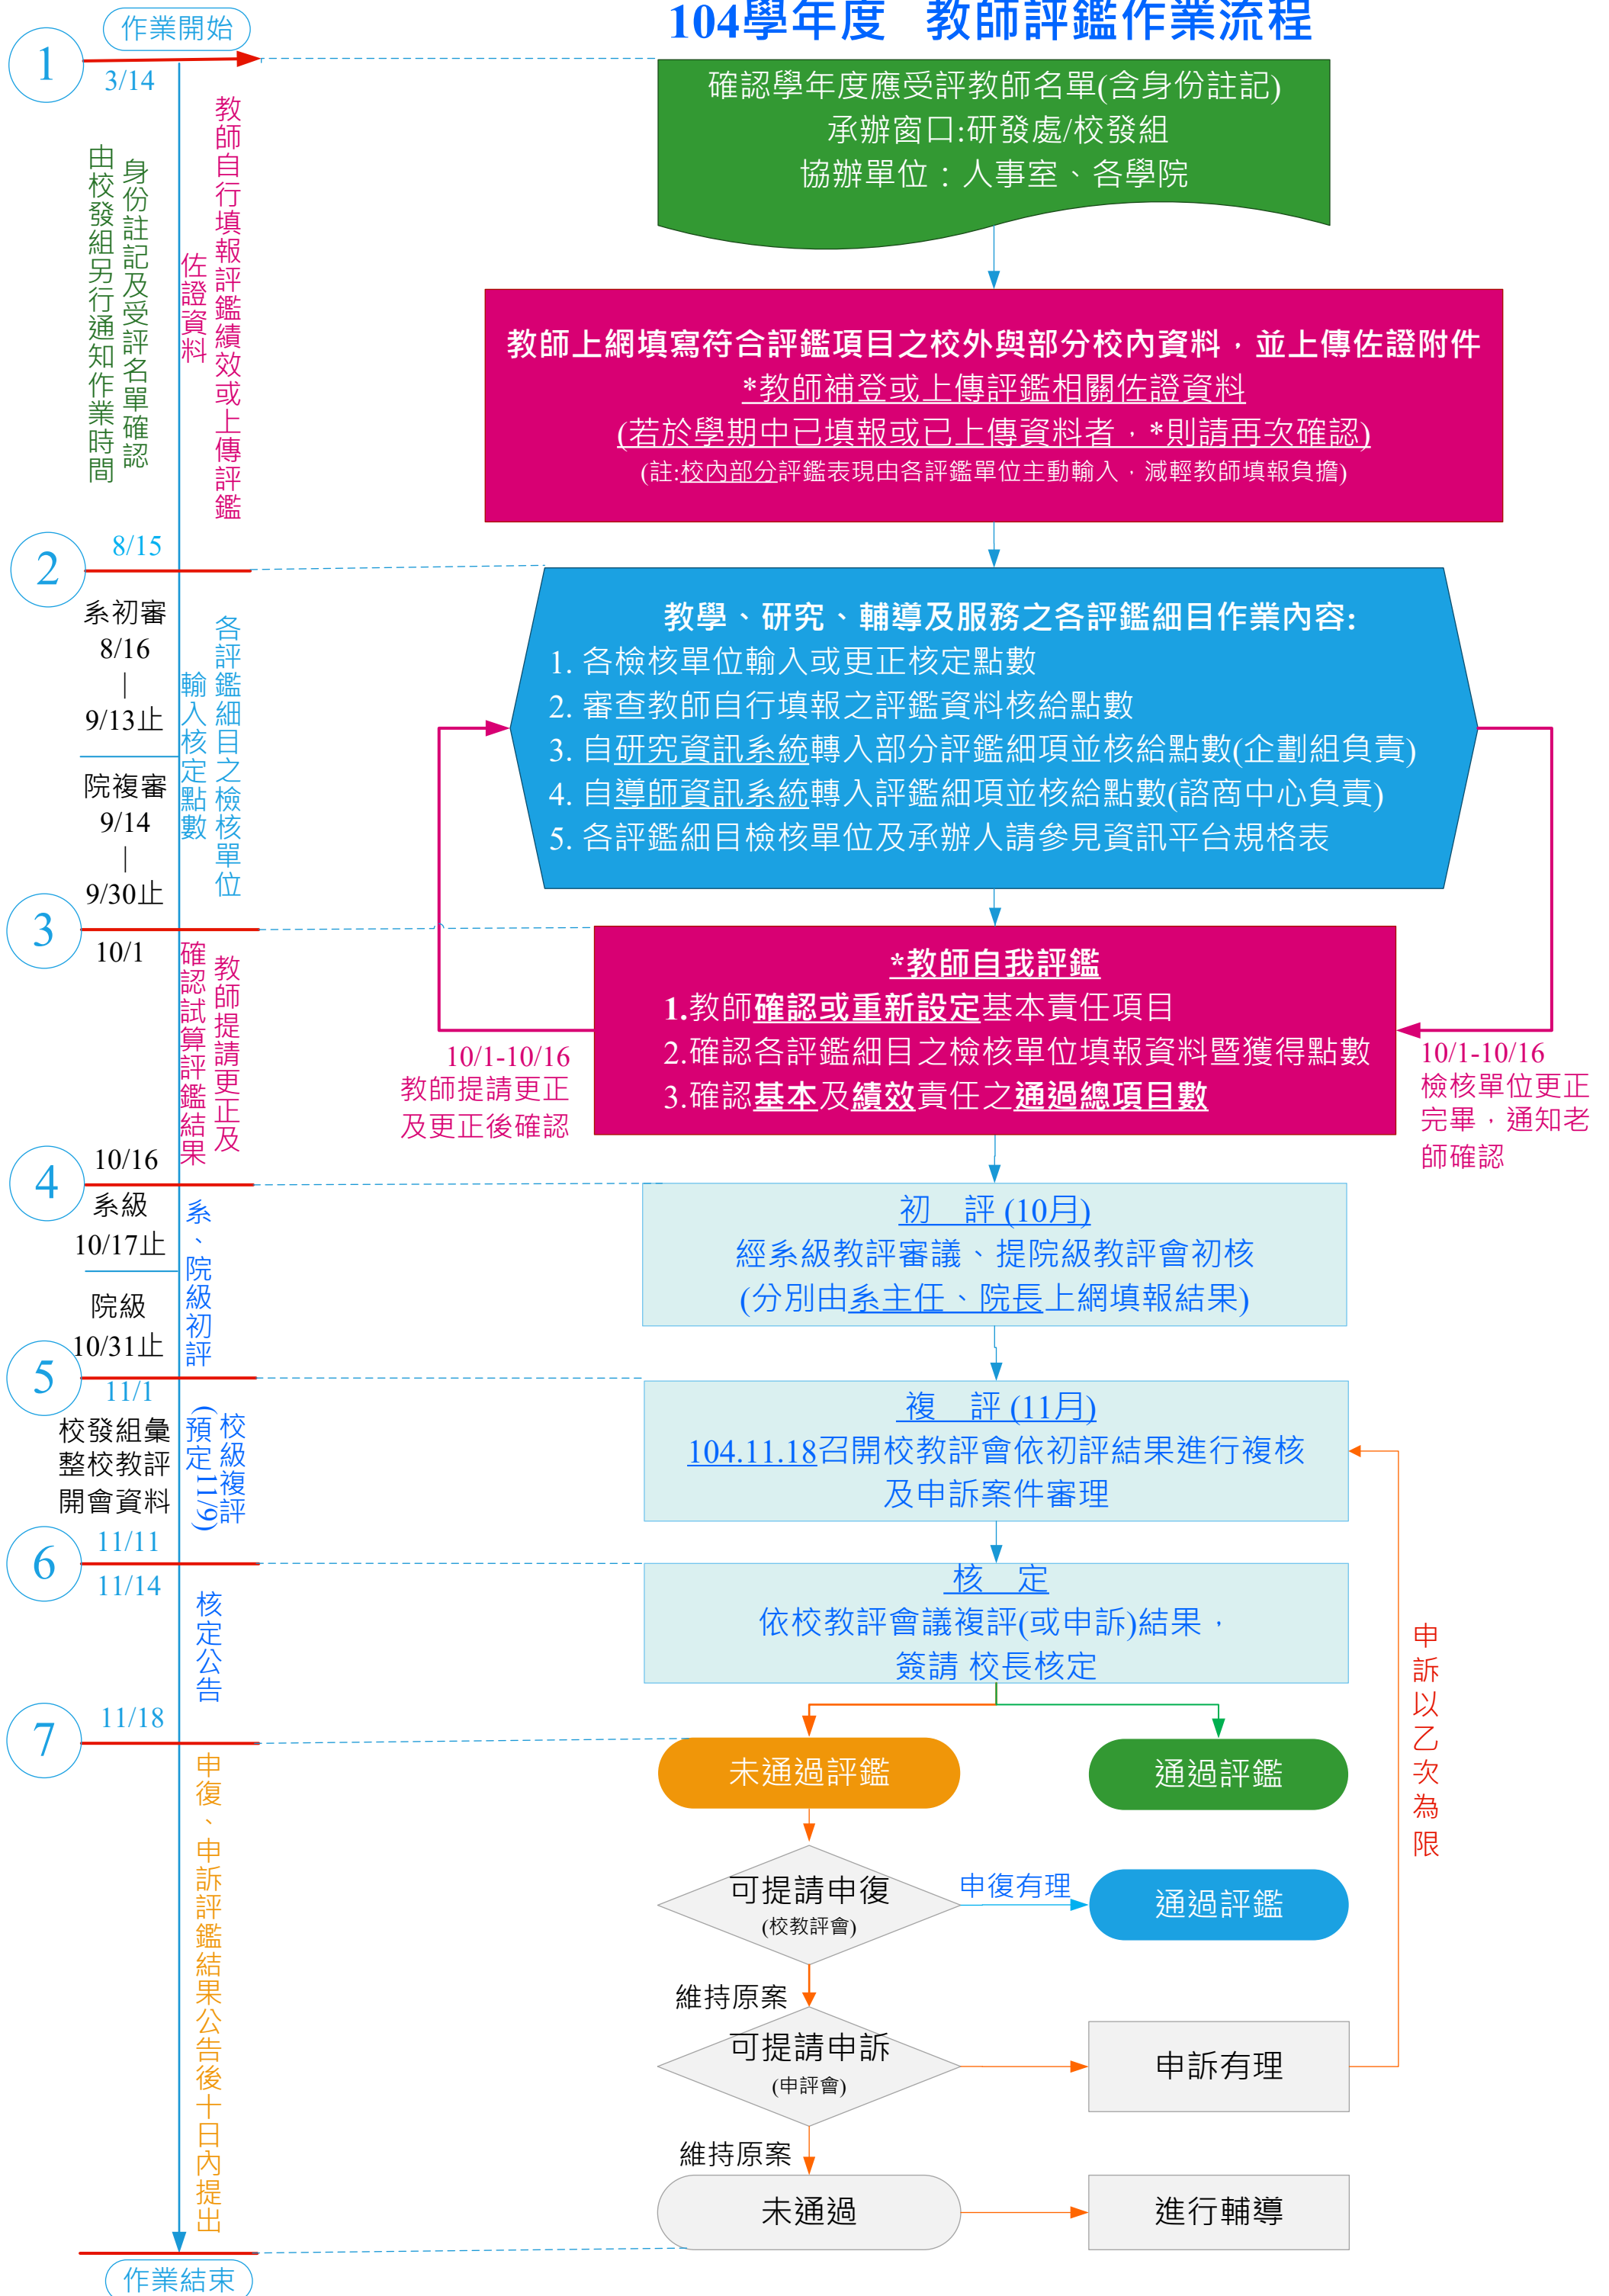 104學年度 教師評鑑作業流程
作業開始
1
3/14
教師自行填報評鑑績效或上傳評鑑
佐證資料
身份註記及受評名單確認
由校發組另行通知作業時間
確認學年度應受評教師名單(含身份註記)
承辦窗口:研發處/校發組
協辦單位：人事室、各學院
教師上網填寫符合評鑑項目之校外與部分校內資料，並上傳佐證附件
*教師補登或上傳評鑑相關佐證資料
(若於學期中已填報或已上傳資料者，*則請再次確認)
(註:校內部分評鑑表現由各評鑑單位主動輸入，減輕教師填報負擔)
8/15
2
系初審
8/16
|
9/13止
院複審
9/14
|
9/30止
各評鑑細目之檢核單位
輸入核定點數
教學、研究、輔導及服務之各評鑑細目作業內容:
1. 各檢核單位輸入或更正核定點數
2. 審查教師自行填報之評鑑資料核給點數
3. 自研究資訊系統轉入部分評鑑細項並核給點數(企劃組負責)
4. 自導師資訊系統轉入評鑑細項並核給點數(諮商中心負責)
5. 各評鑑細目檢核單位及承辦人請參見資訊平台規格表
3
10/1
教師提請更正及
確認試算評鑑結果
*教師自我評鑑
1.教師確認或重新設定基本責任項目
2.確認各評鑑細目之檢核單位填報資料暨獲得點數
3.確認基本及績效責任之通過總項目數
10/1-10/16
教師提請更正
及更正後確認
10/1-10/16
檢核單位更正
完畢，通知老
師確認
10/16
4
系級
10/17止
院級
10/31止
系、院級初評
初 評 (10月)
經系級教評審議、提院級教評會初核
(分別由系主任、院長上網填報結果)
5
11/1
校發組彙
整校教評
開會資料
校級複評
(預定11/9)
複 評 (11月)
104.11.18召開校教評會依初評結果進行複核
及申訴案件審理
11/11
6
11/14
核定公告
核 定
依校教評會議複評(或申訴)結果，
簽請 校長核定
11/18
7
申復、申訴評鑑結果公告後十日內提出
未通過評鑑
通過評鑑
可提請申復
(校教評會)
申復有理
通過評鑑
維持原案
可提請申訴
(申評會)
申訴有理
申訴以乙次為限
維持原案
未通過
進行輔導
作業結束